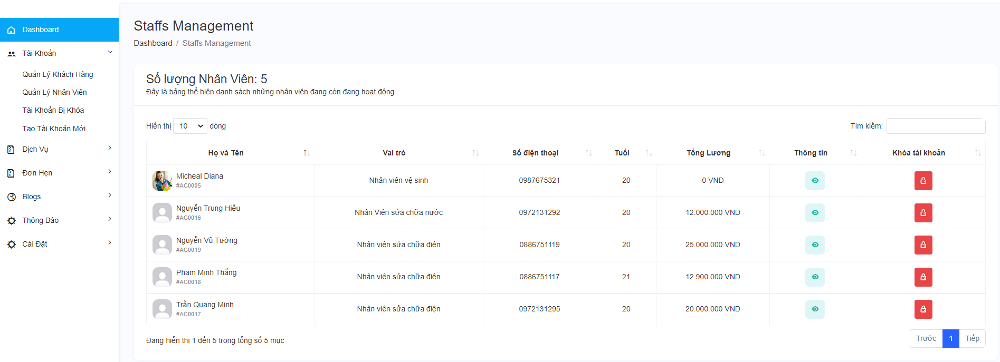 Dashboard
Tài Khoản
Quản Lý Khách Hàng
Quản Lý Nhân Viên
Tài Khoản Bị Khóa
Tạo Tài Khoản Mới
Dịch Vụ
Đơn Hẹn
Blogs
Thông Báo
Cài Đặt
Staffs Management
Dashboard / Staffs Management
Số lượng Nhân Viên: 5
Đây là bảng thể hiện danh sách những nhân viên đang còn đang hoạt động
Hiển thị 10 dòng
Tìm kiếm:
Họ và Tên Vai trò Số điện thoại Tuổi Tổng Lương Thông tin Khóa tài khoản
Micheal Diana
#AC0005
Nhân viên vệ sinh 0987675321 20 0 VND
Nguyễn Trung Hiếu
#AC0016
Nhân Viên sửa chữa nước 0972131292 20 12.000.000 VND
Nguyễn Vũ Tường
#AC0019
Nhân viên sửa chữa điện 0886751119 20 25.000.000 VND
Phạm Minh Thắng
#AC0018
Nhân viên sửa chữa điện 0886751117 21 12.900.000 VND
Trần Quang Minh
#AC0017
Nhân viên sửa chữa điện 0972131295 20 20.000.000 VND
Đang hiển thị 1 đến 5 trong tổng số 5 mục
Trước 1 Tiếp